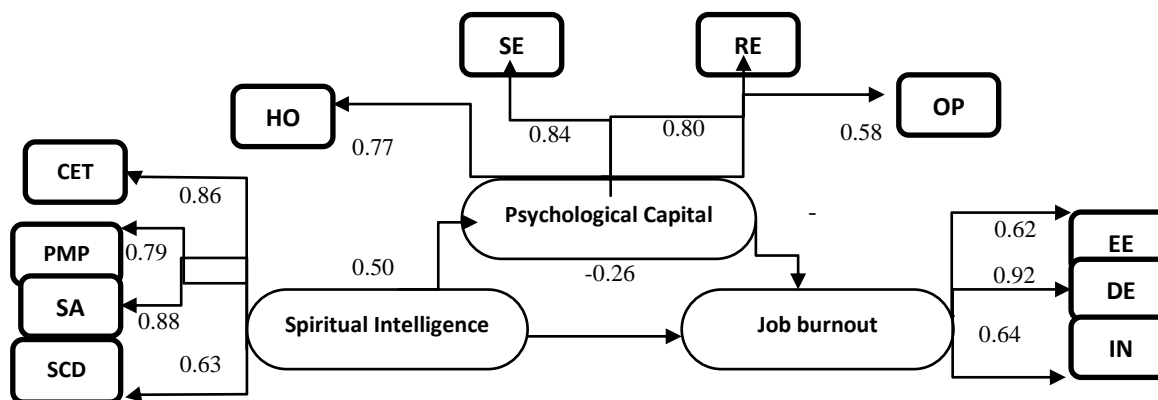 SE
RE
HO
OP
0.84
0.80
0.58
0.77
CET
0.86
Psychological Capital
-
PMP
0.79
0.62
EE
0.50
-0.26
0.92
DE
SA
0.88
Spiritual Intelligence
Job burnout
0.64
IN
SCD
0.63